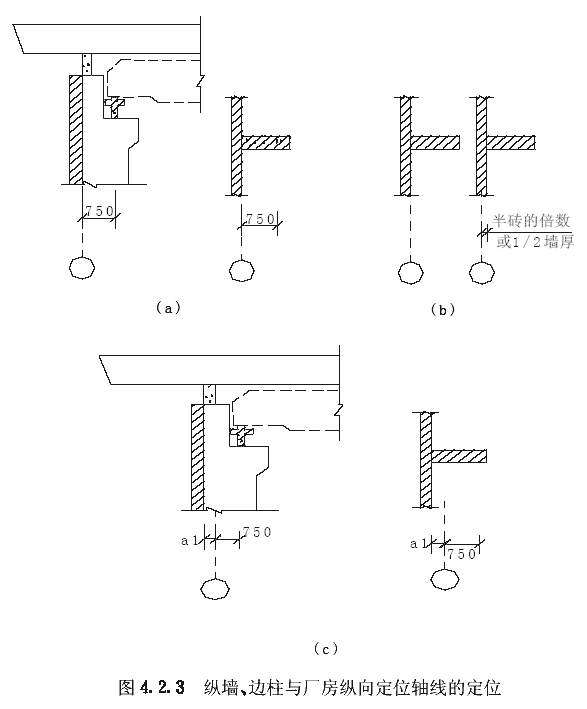 750
750
半砖的倍数
或1/2墙厚
(a)
(b)
a1
750
a1
750
(c)
图 4.2.3 纵墙、边柱与厂房纵向定位轴线的定位